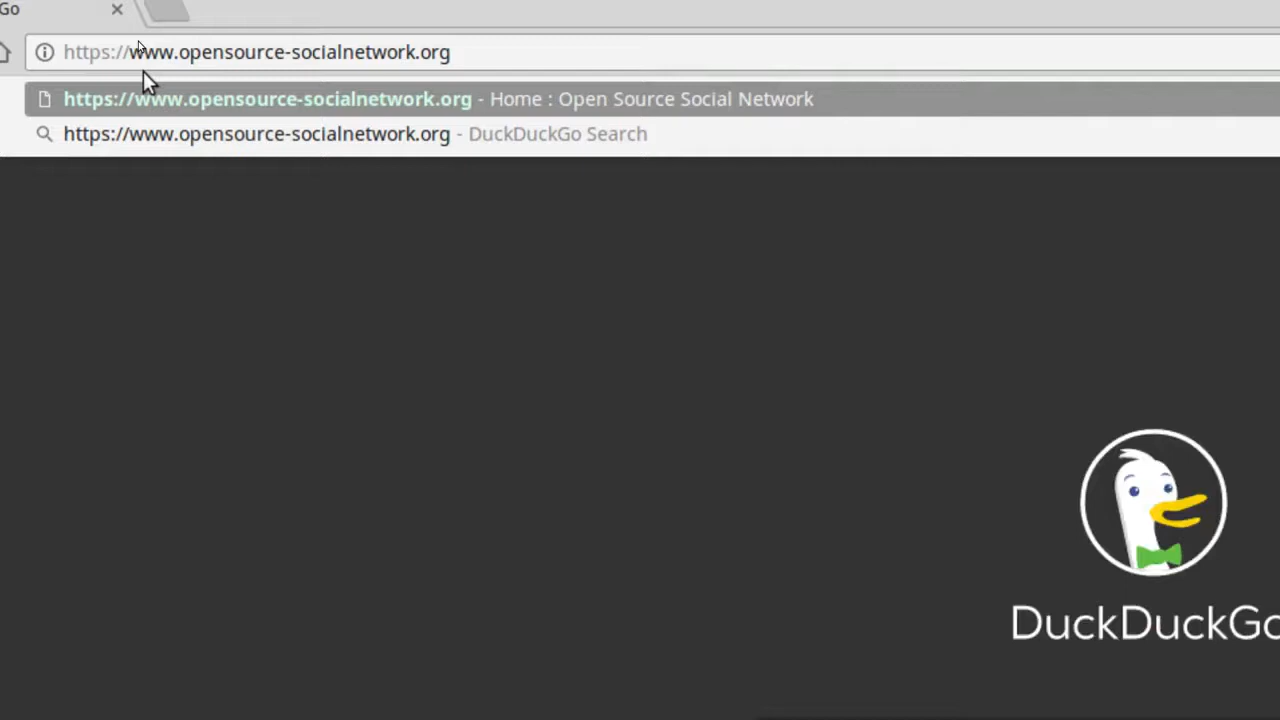 Go
https://www.opensource-socialnetwork.org
https://www.opensource-socialnetwork.org - Home : Open Source Social Network
https://www.opensource-socialnetwork.org - DuckDuckGo Search
DuckDuckGo